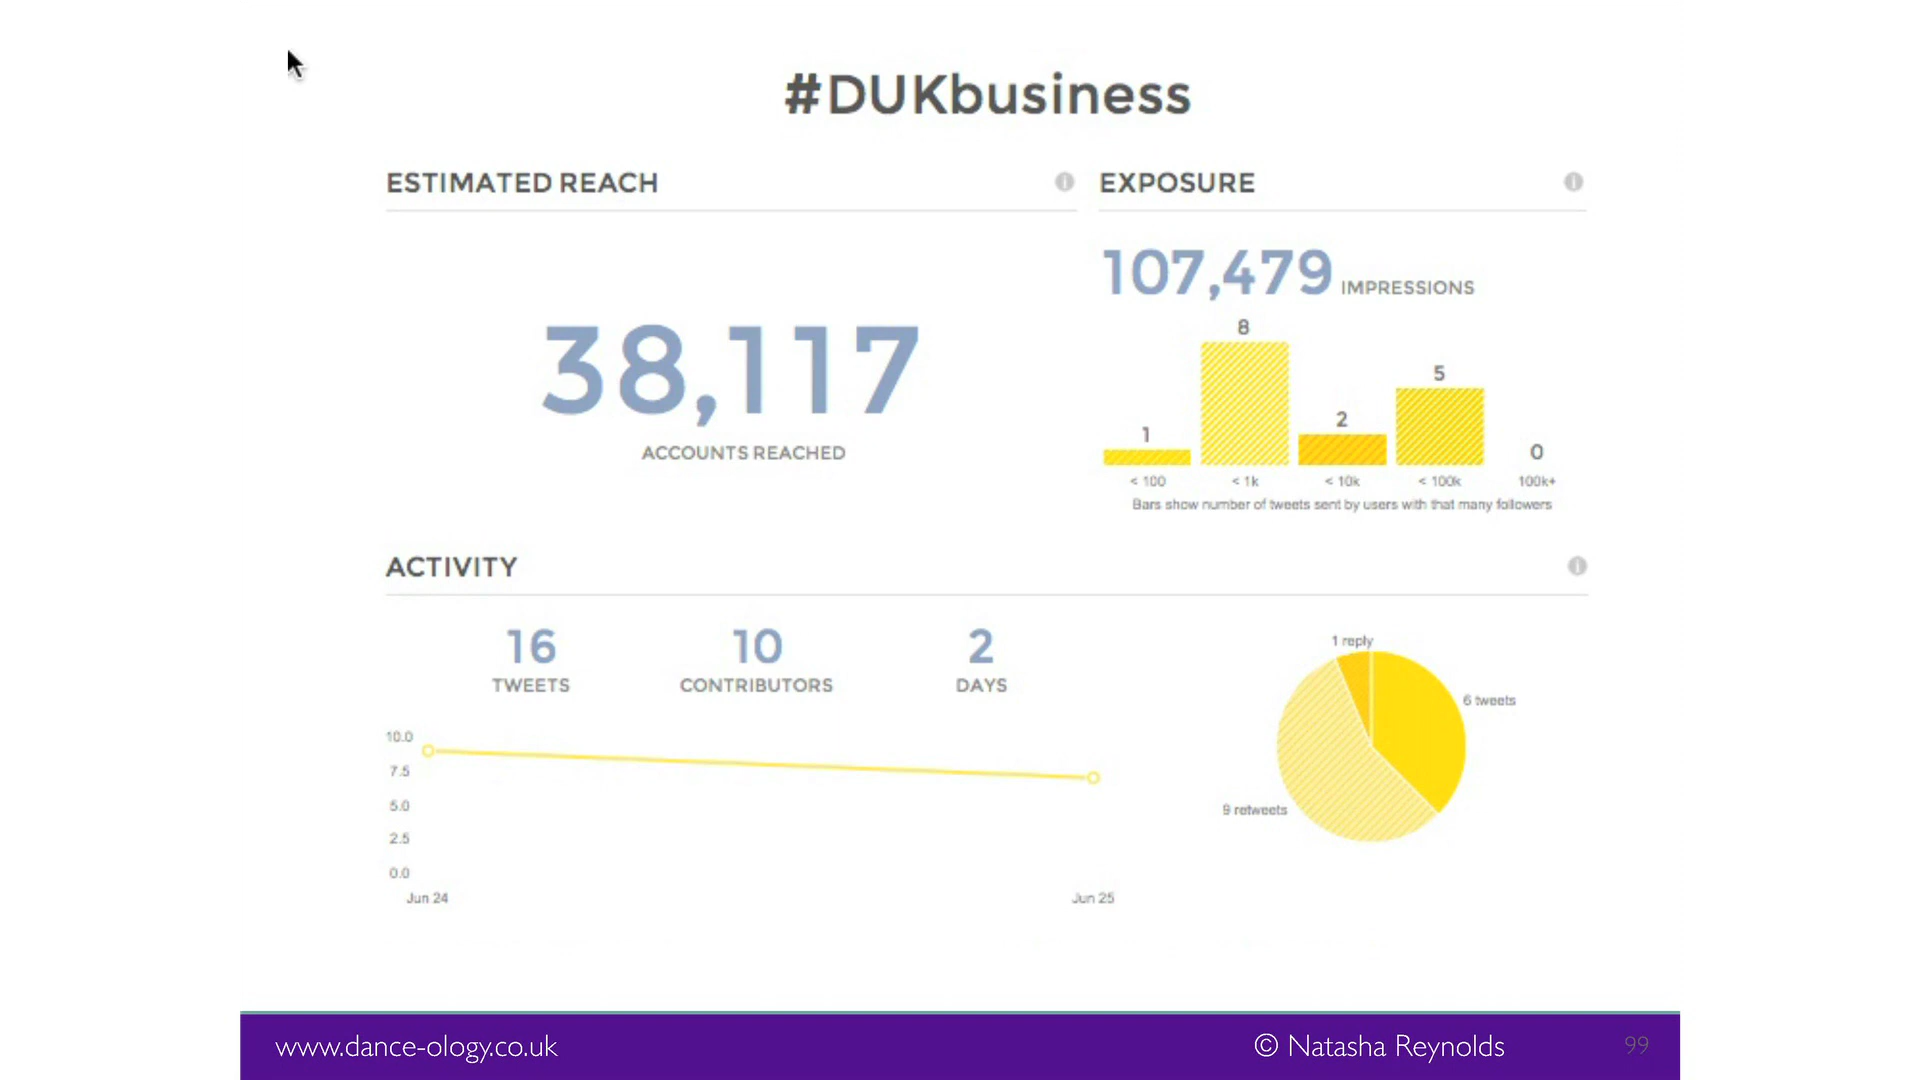 #DUKbusiness
ESTIMATED REACH
38,117
ACCOUNTS REACHED
EXPOSURE
107,479 IMPRESSIONS
1
8
2
5
0
< 100
< 1k
< 10k
< 100k
100k+
Bars show number of tweets sent by users with that many followers
ACTIVITY
16
TWEETS
10
CONTRIBUTORS
2
DAYS
10.0
7.5
5.0
2.5
0.0
Jun 24
Jun 25
1 reply
6 tweets
9 retweets
www.dance-ology.co.uk
© Natasha Reynolds
99